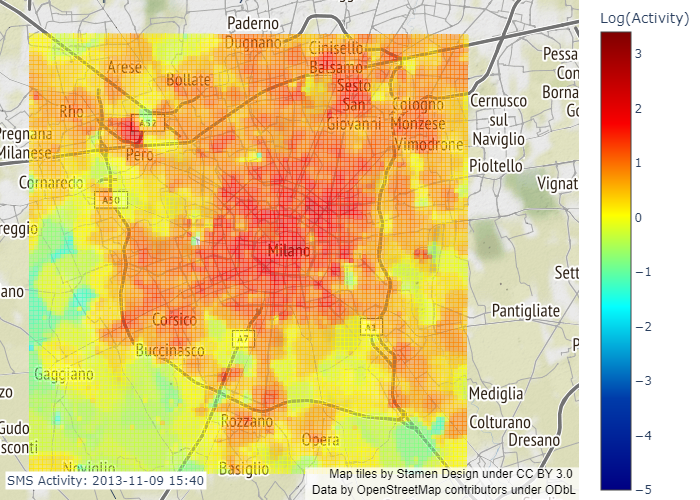 Log(Activity)
Paderno
Dugnano
Cinisello
Balsamo
Arese
Bollate
Sesto
San
Giovanni
Pessa
Con
Borna
Go
Rho
A52
Cologno
Monzese
Cernusco
sul
Naviglio
Pregnana
Milanese
Pero
Vimodrone
Pioltello
Cornaredo
Vignat
A50
reggio
Milano
Sett
ano
Pantigliate
Corsico
A7
A1
Buccinasco
P
Gaggiano
zo
Mediglia
Gudo
sconti
Rozzano
Opera
Colturano
Dresano
Noviglio
Basiglio
3
2
1
0
−1
−2
−3
−4
−5
SMS Activity: 2013-11-09 15:40
Map tiles by Stamen Design under CC BY 3.0
Data by OpenStreetMap contributors under ODbL